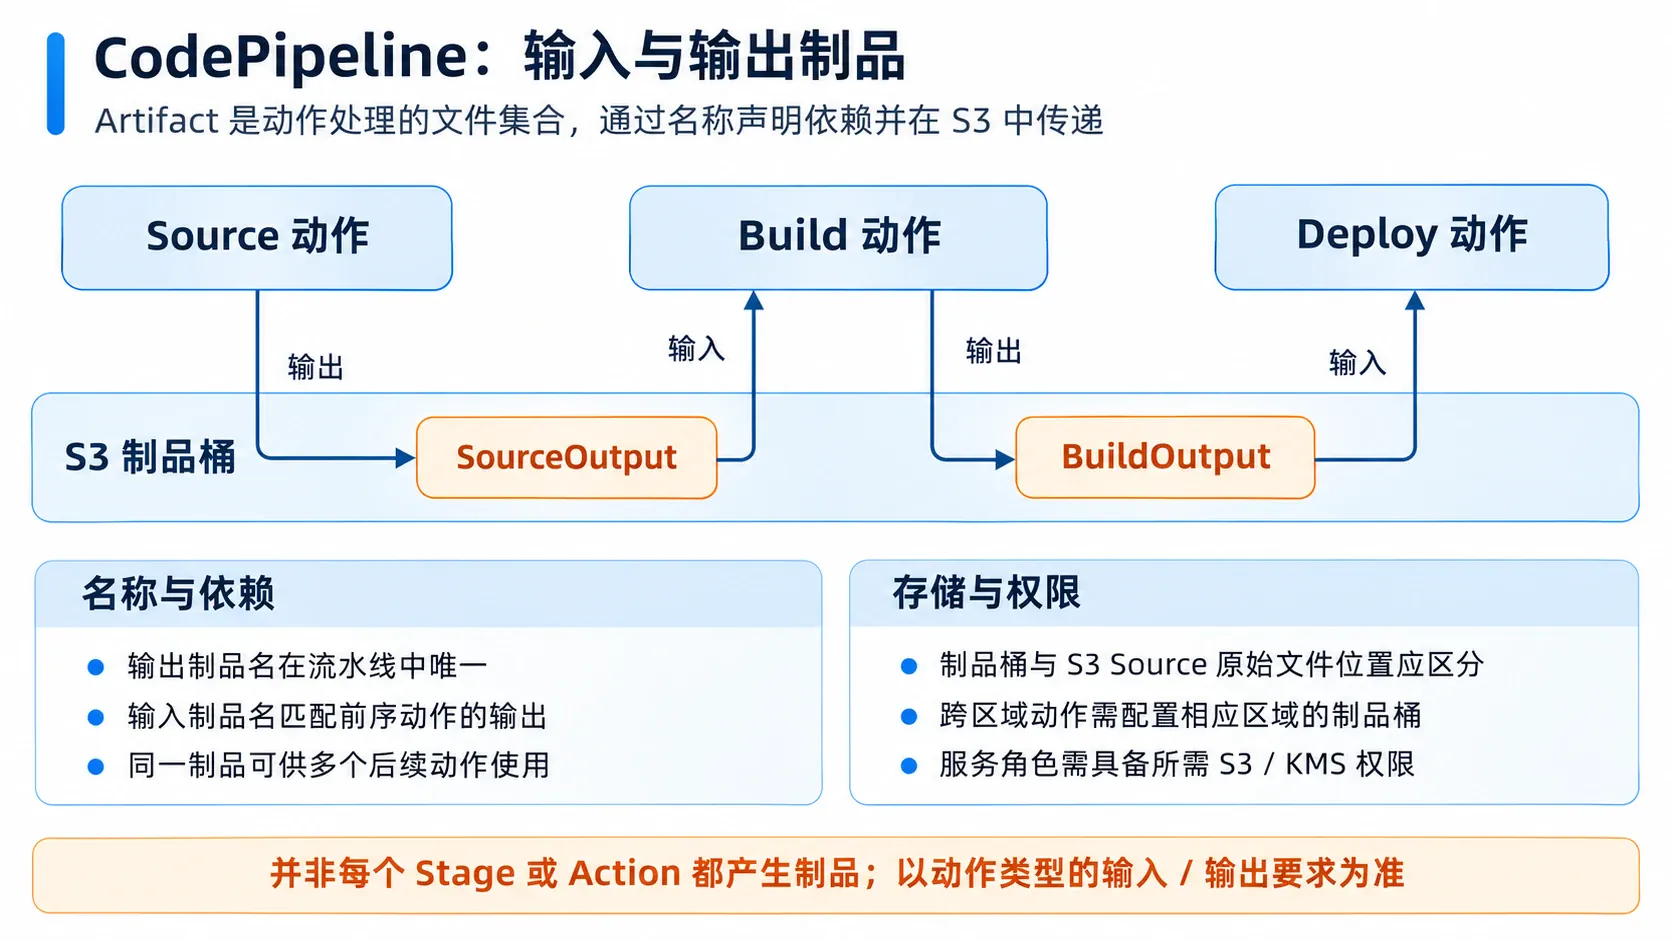 CodePipeline：输入与输出制品
Artifact 是动作处理的文件集合，通过名称声明依赖并在 S3 中传递
Source 动作
Build 动作
Deploy 动作
输出
输入
输出
输入
S3 制品桶
SourceOutput
BuildOutput
名称与依赖
输出制品名在流水线中唯一
输入制品名匹配前序动作的输出
同一制品可供多个后续动作使用
存储与权限
制品桶与 S3 Source 原始文件位置应区分
跨区域动作需配置相应区域的制品桶
服务角色需具备所需 S3 / KMS 权限
并非每个 Stage 或 Action 都产生制品；以动作类型的输入 / 输出要求为准